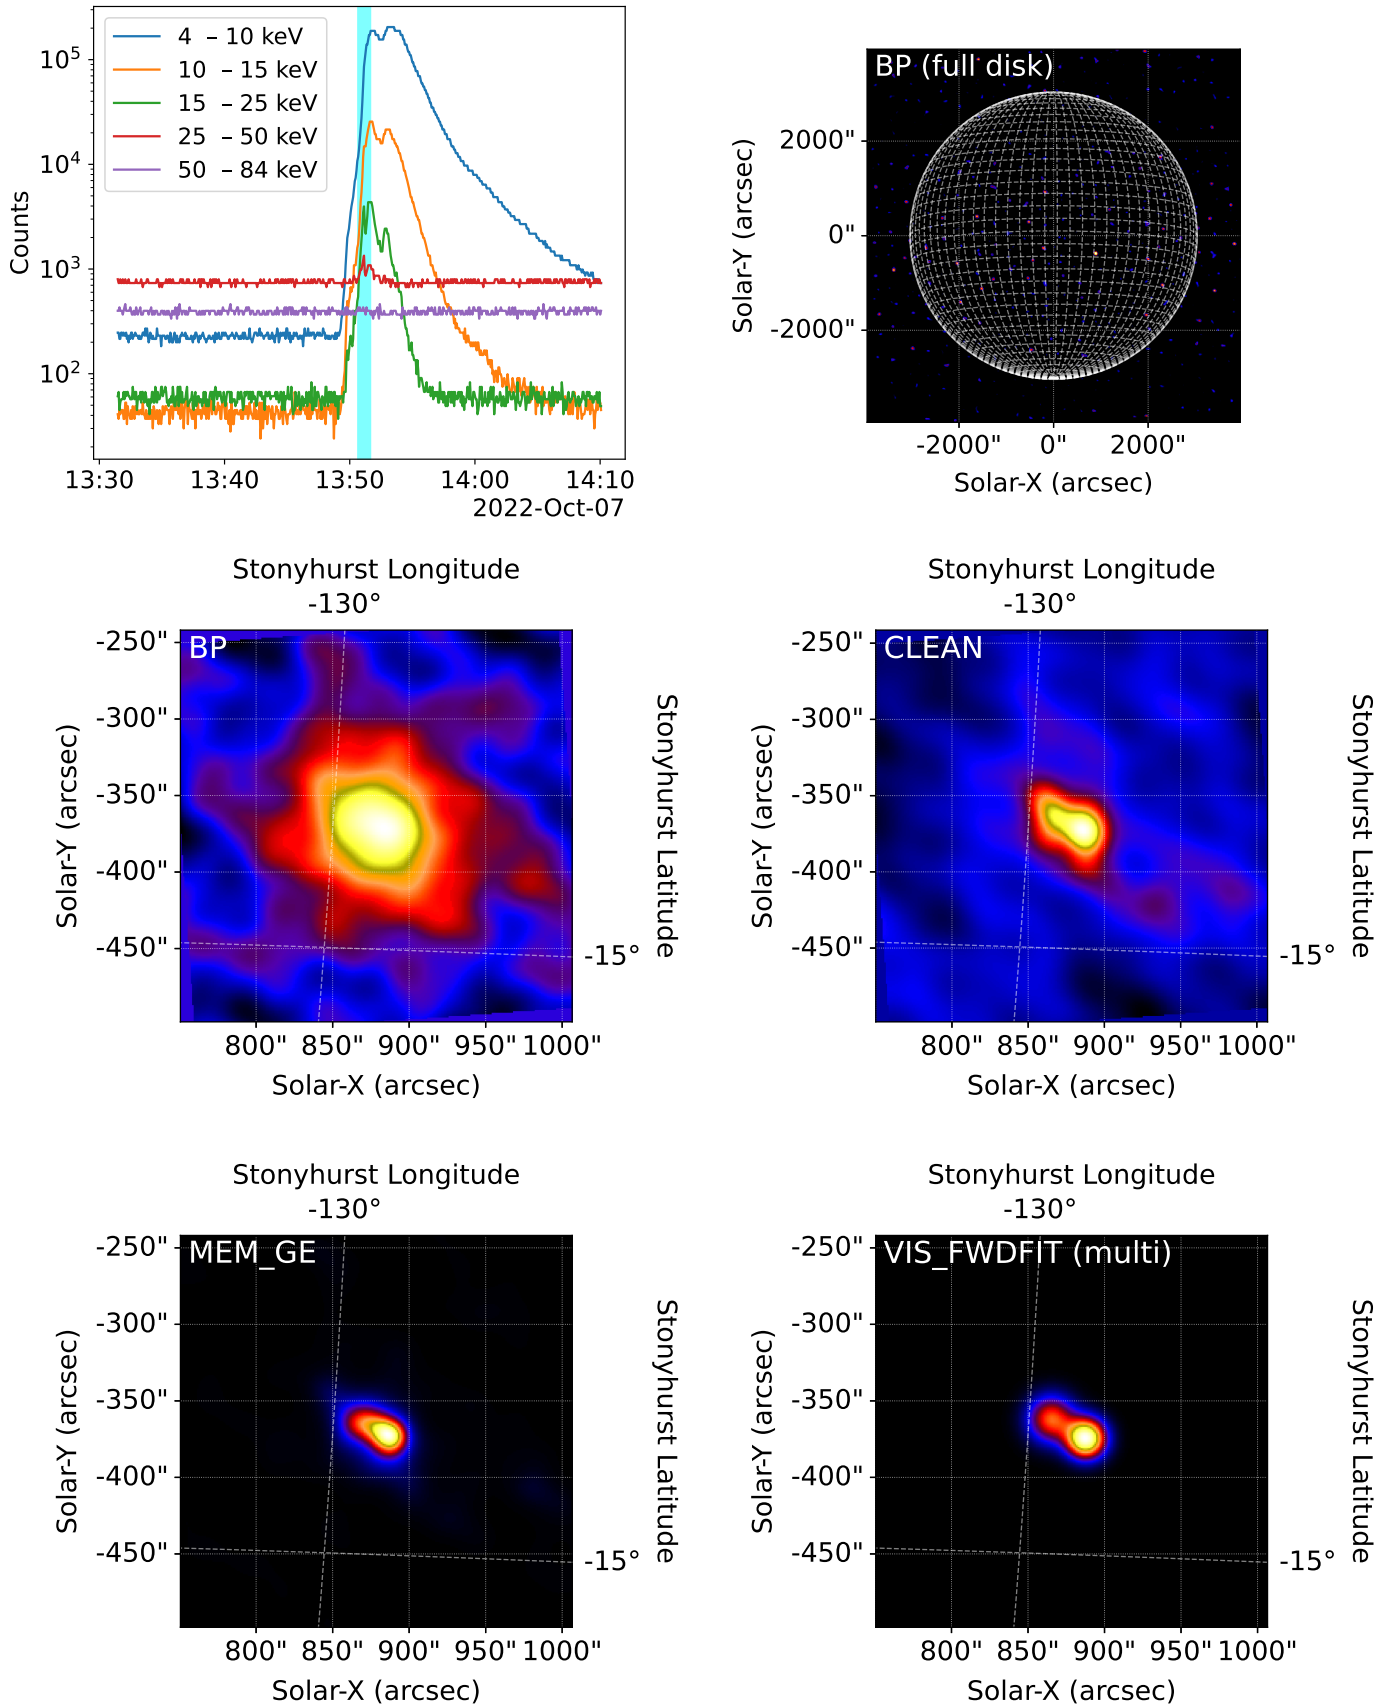 4 – 10 keV
10 – 15 keV
15 – 25 keV
25 – 50 keV
50 – 84 keV
Counts
10^5
10^4
10^3
10^2
13:30 13:40 13:50 14:00 14:10
2022-Oct-07
BP (full disk)
Solar-Y (arcsec)
2000"
0"
-2000"
-2000" 0" 2000"
Solar-X (arcsec)
Stonyhurst Longitude
-130°
BP
Solar-Y (arcsec)
-250"
-300"
-350"
-400"
-450"
Stonyhurst Latitude
-15°
800" 850" 900" 950" 1000"
Solar-X (arcsec)
Stonyhurst Longitude
-130°
CLEAN
Solar-Y (arcsec)
-250"
-300"
-350"
-400"
-450"
Stonyhurst Latitude
-15°
800" 850" 900" 950" 1000"
Solar-X (arcsec)
Stonyhurst Longitude
-130°
MEM_GE
Solar-Y (arcsec)
-250"
-300"
-350"
-400"
-450"
Stonyhurst Latitude
-15°
800" 850" 900" 950" 1000"
Solar-X (arcsec)
Stonyhurst Longitude
-130°
VIS_FWDFIT (multi)
Solar-Y (arcsec)
-250"
-300"
-350"
-400"
-450"
Stonyhurst Latitude
-15°
800" 850" 900" 950" 1000"
Solar-X (arcsec)